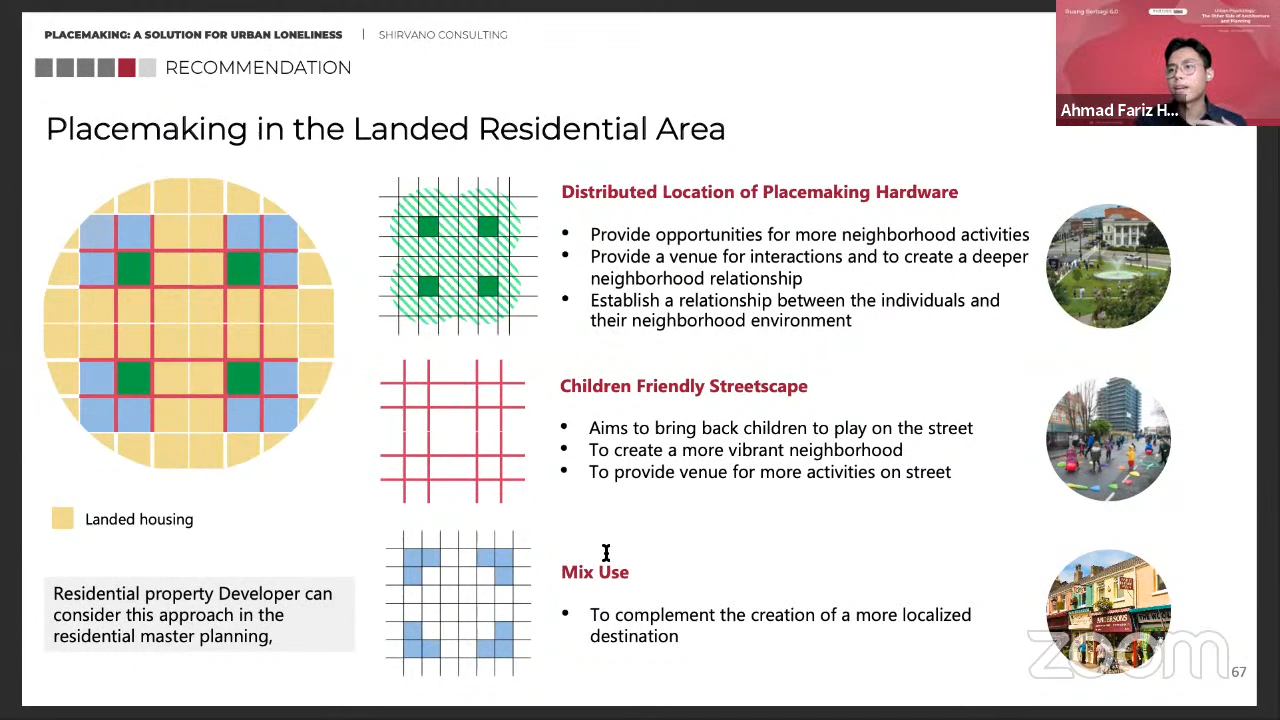 PLACEMAKING: A SOLUTION FOR URBAN LONELINESS | SHIRVANO CONSULTING
RECOMMENDATION
Ruang Berbagi 6.0
Urban Psychology:
The Other Side of Architecture
and Planning
Ahmad Fariz H...
Placemaking in the Landed Residential Area
Distributed Location of Placemaking Hardware
• Provide opportunities for more neighborhood activities
• Provide a venue for interactions and to create a deeper
neighborhood relationship
• Establish a relationship between the individuals and
their neighborhood environment
Children Friendly Streetscape
• Aims to bring back children to play on the street
• To create a more vibrant neighborhood
• To provide venue for more activities on street
Landed housing
Residential property Developer can
consider this approach in the
residential master planning,
Mix Use
• To complement the creation of a more localized
destination
ANDERSONS
zoom
67